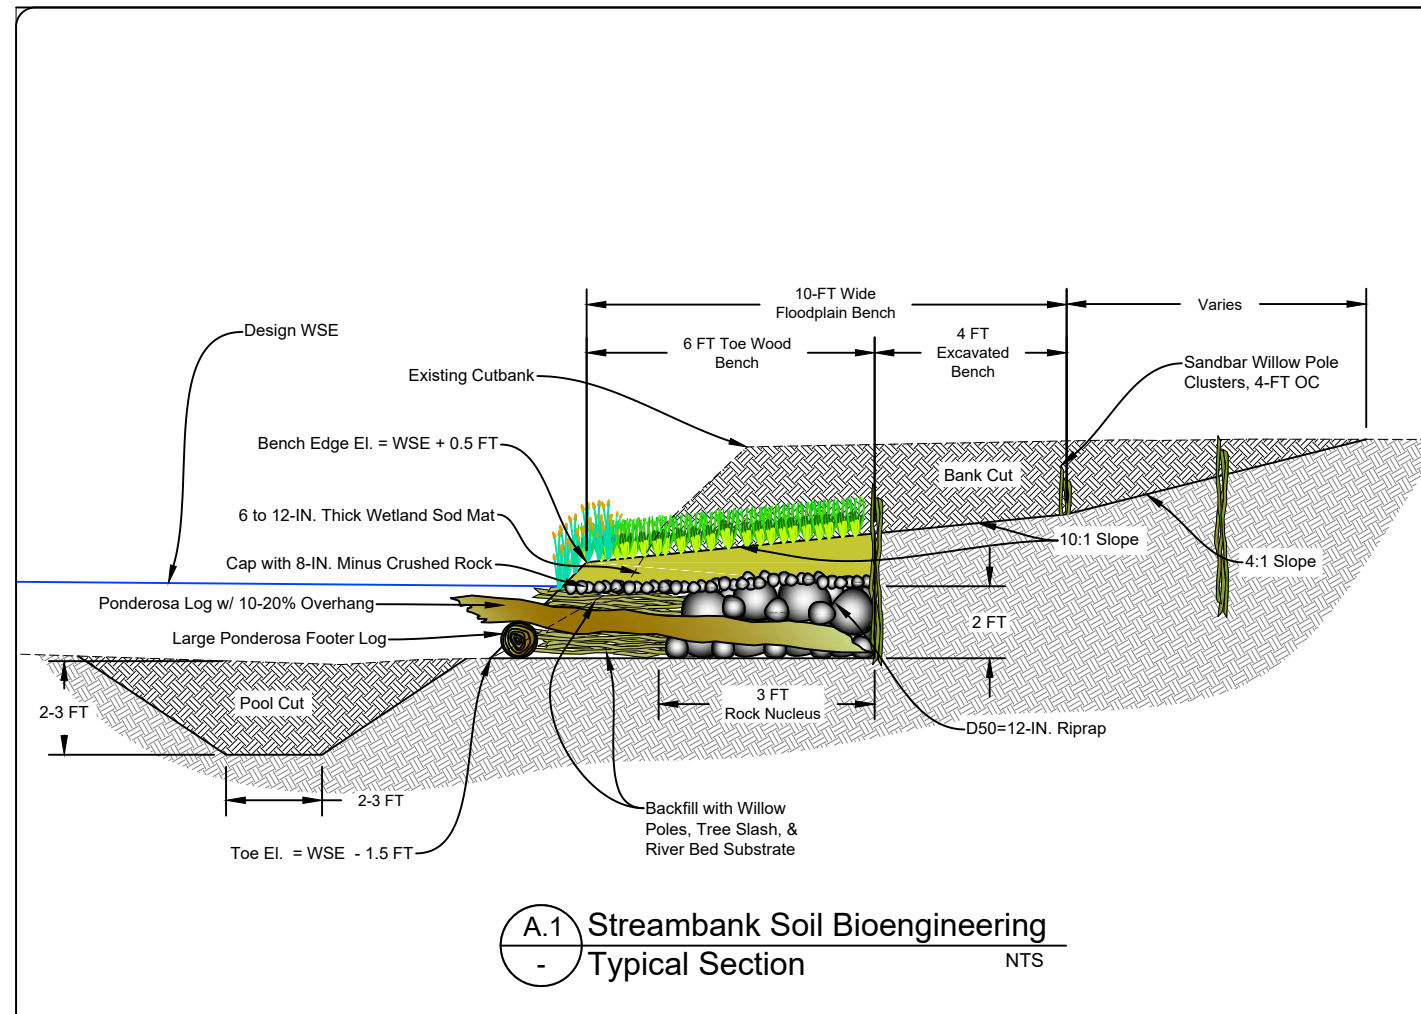 10-FT Wide
Floodplain Bench
Varies
Design WSE
6 FT Toe Wood
Bench
4 FT
Excavated
Bench
Existing Cutbank
Sandbar Willow Pole
Clusters, 4-FT OC
Bench Edge El. = WSE + 0.5 FT
Bank Cut
6 to 12-IN. Thick Wetland Sod Mat
10:1 Slope
Cap with 8-IN. Minus Crushed Rock
4:1 Slope
Ponderosa Log w/ 10-20% Overhang
2 FT
Large Ponderosa Footer Log
Pool Cut
2-3 FT
3 FT
Rock Nucleus
D50=12-IN. Riprap
2-3 FT
Backfill with Willow
Poles, Tree Slash, &
River Bed Substrate
Toe El.  = WSE  - 1.5 FT
A.1 Streambank Soil Bioengineering
- Typical Section NTS